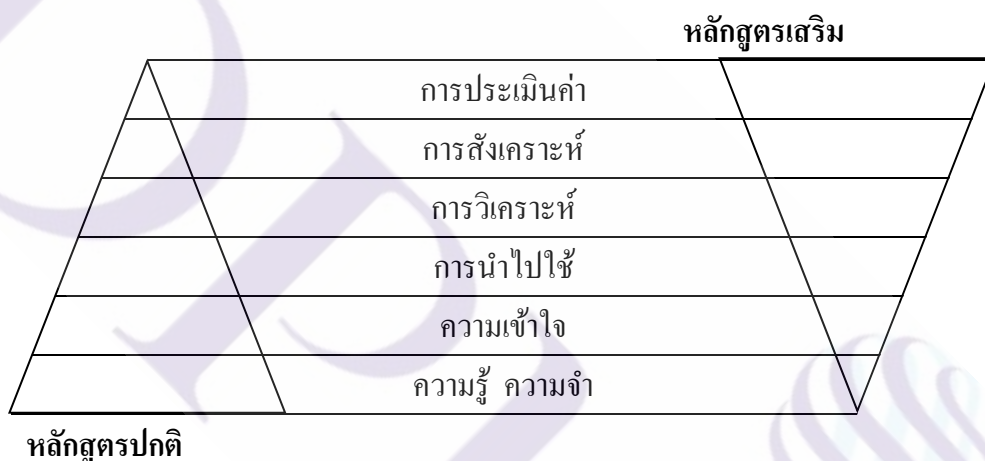 หลักสูตรเสริม
การประเมินค่า
การสังเคราะห์
การวิเคราะห์
การนำไปใช้
ความเข้าใจ
ความรู้ ความจำ
หลักสูตรปกติ